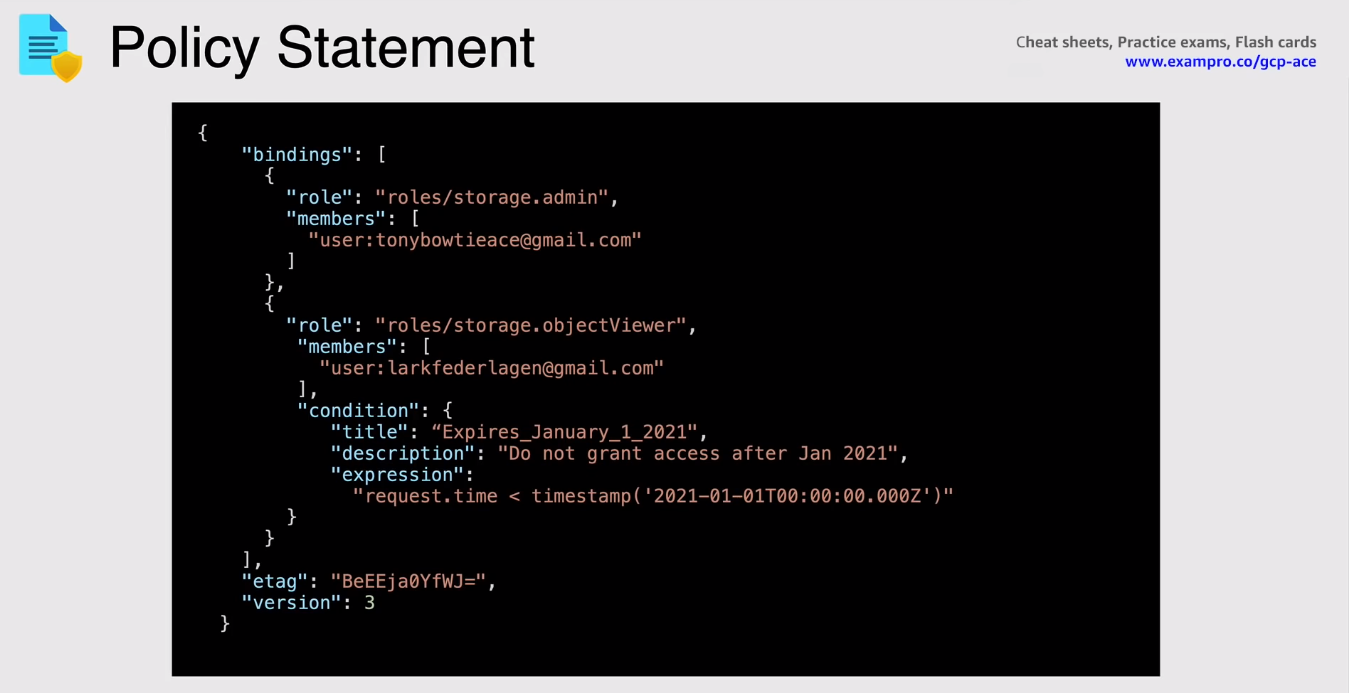 Policy Statement
Cheat sheets, Practice exams, Flash cards
www.exampro.co/gcp-ace
{
"bindings": [
{
"role": "roles/storage.admin",
"members": [
"user:tonybowtieace@gmail.com"
]
},
{
"role": "roles/storage.objectViewer",
"members": [
"user:larkfederlagen@gmail.com"
],
"condition": {
"title": “Expires_January_1_2021",
"description": "Do not grant access after Jan 2021",
"expression":
"request.time < timestamp('2021-01-01T00:00:00.000Z')"
}
}
],
"etag": "BeEEja0YfWJ=",
"version": 3
}